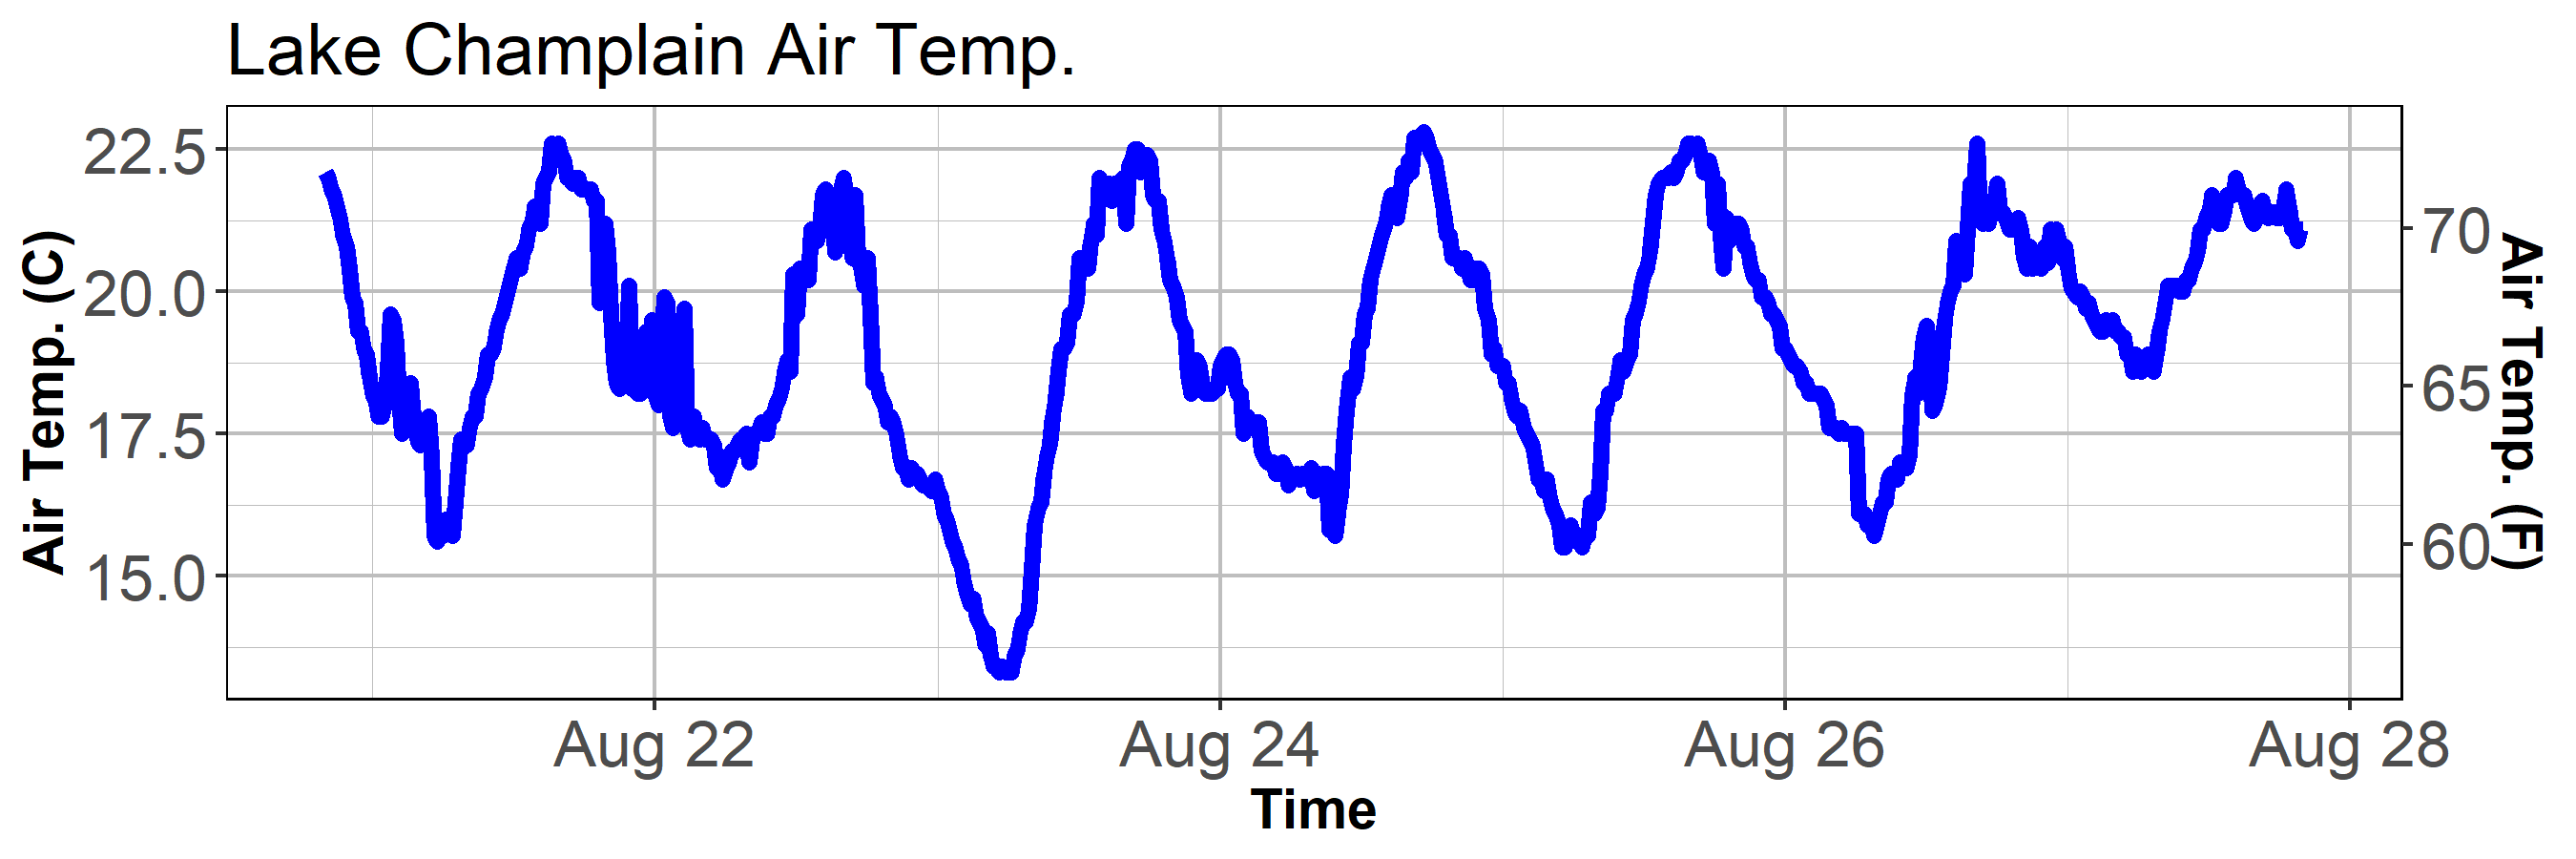 Lake Champlain Air Temp.
Air Temp. (C)
22.5
20.0
17.5
15.0
70
65
60
Air Temp. (F)
Aug 22
Aug 24
Aug 26
Aug 28
Time